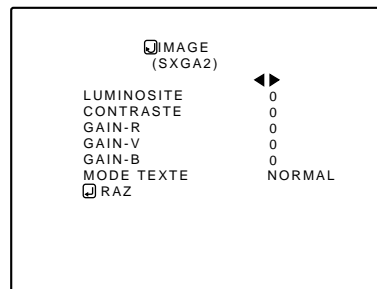 IMAGE
(SXGA2)
LUMINOSITE 0
CONTRASTE 0
GAIN-R 0
GAIN-V 0
GAIN-B 0
MODE TEXTE NORMAL
RAZ